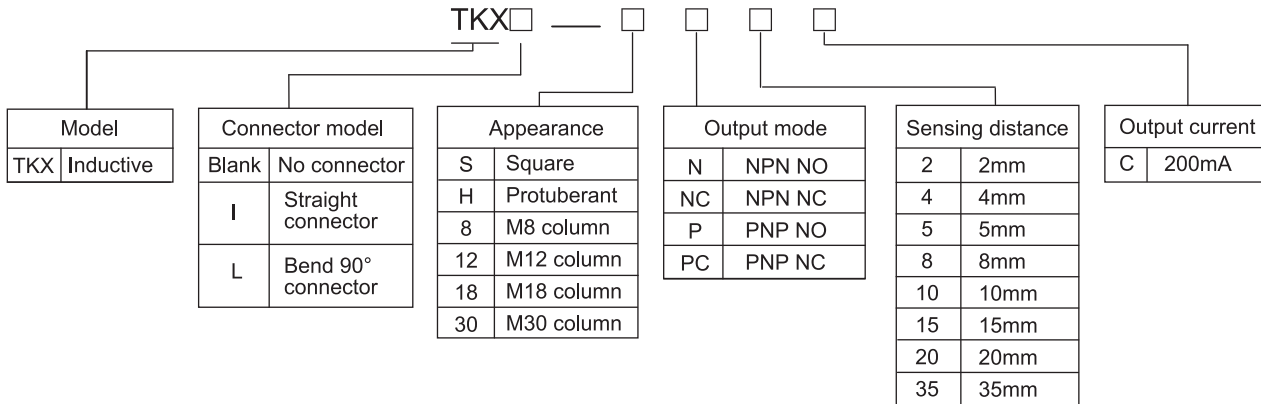 TKX□ — □ □ □ □
Model
TKX Inductive
Connector model
Blank No connector
I Straight
connector
L Bend 90°
connector
Appearance
S Square
H Protuberant
8 M8 column
12 M12 column
18 M18 column
30 M30 column
Output mode
N NPN NO
NC NPN NC
P PNP NO
PC PNP NC
Sensing distance
2 2mm
4 4mm
5 5mm
8 8mm
10 10mm
15 15mm
20 20mm
35 35mm
Output current
C 200mA